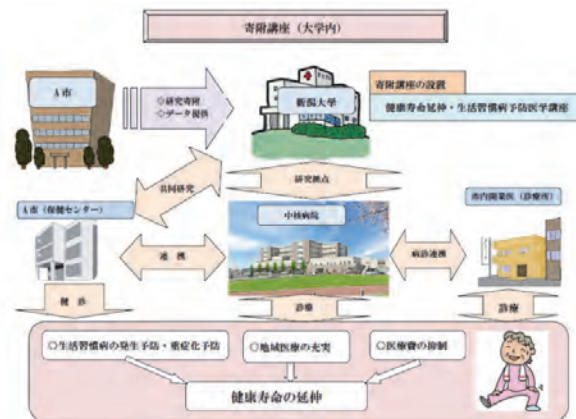 寄附講座（大学内）
A市
○研究寄附
○データ提供
新潟大学
寄附講座の設置
健康寿命延伸・生活習慣病予防医学講座
共同研究
研究拠点
A市（保健センター）
中核病院
市内開業医（診療所）
連携
病診連携
健診
診療
診療
○生活習慣病の発生予防・重症化予防
○地域医療の充実
○医療費の抑制
健康寿命の延伸